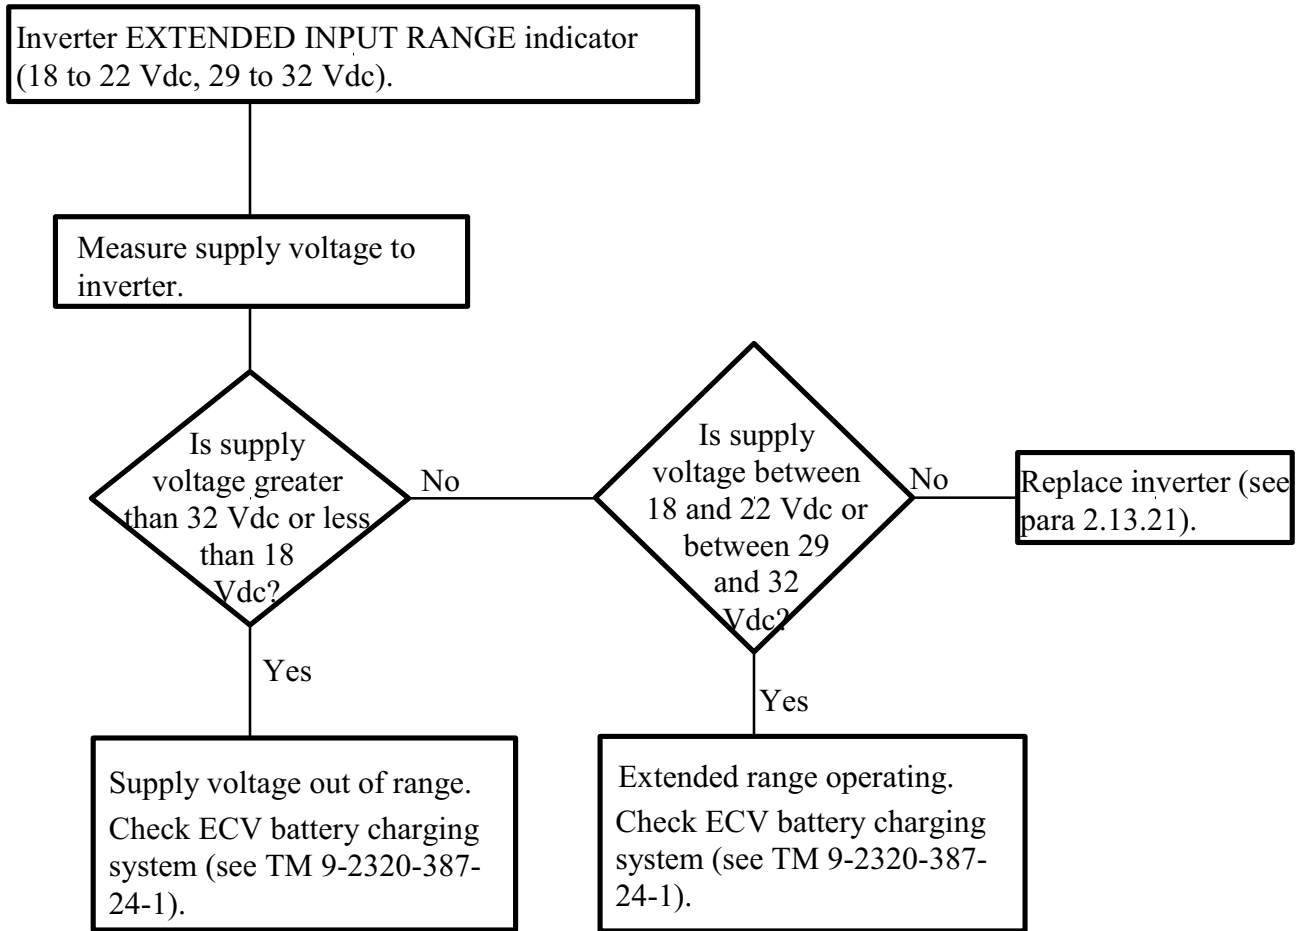 Inverter EXTENDED INPUT RANGE indicator
(18 to 22 Vdc, 29 to 32 Vdc).
Measure supply voltage to
inverter.
Is supply
voltage greater
than 32 Vdc or less
than 18
Vdc?
No
Is supply
voltage between
18 and 22 Vdc or
between 29
and 32
Vdc?
No
Replace inverter (see
para 2.13.21).
Yes
Yes
Supply voltage out of range.
Check ECV battery charging
system (see TM 9-2320-387-
24-1).
Extended range operating.
Check ECV battery charging
system (see TM 9-2320-387-
24-1).